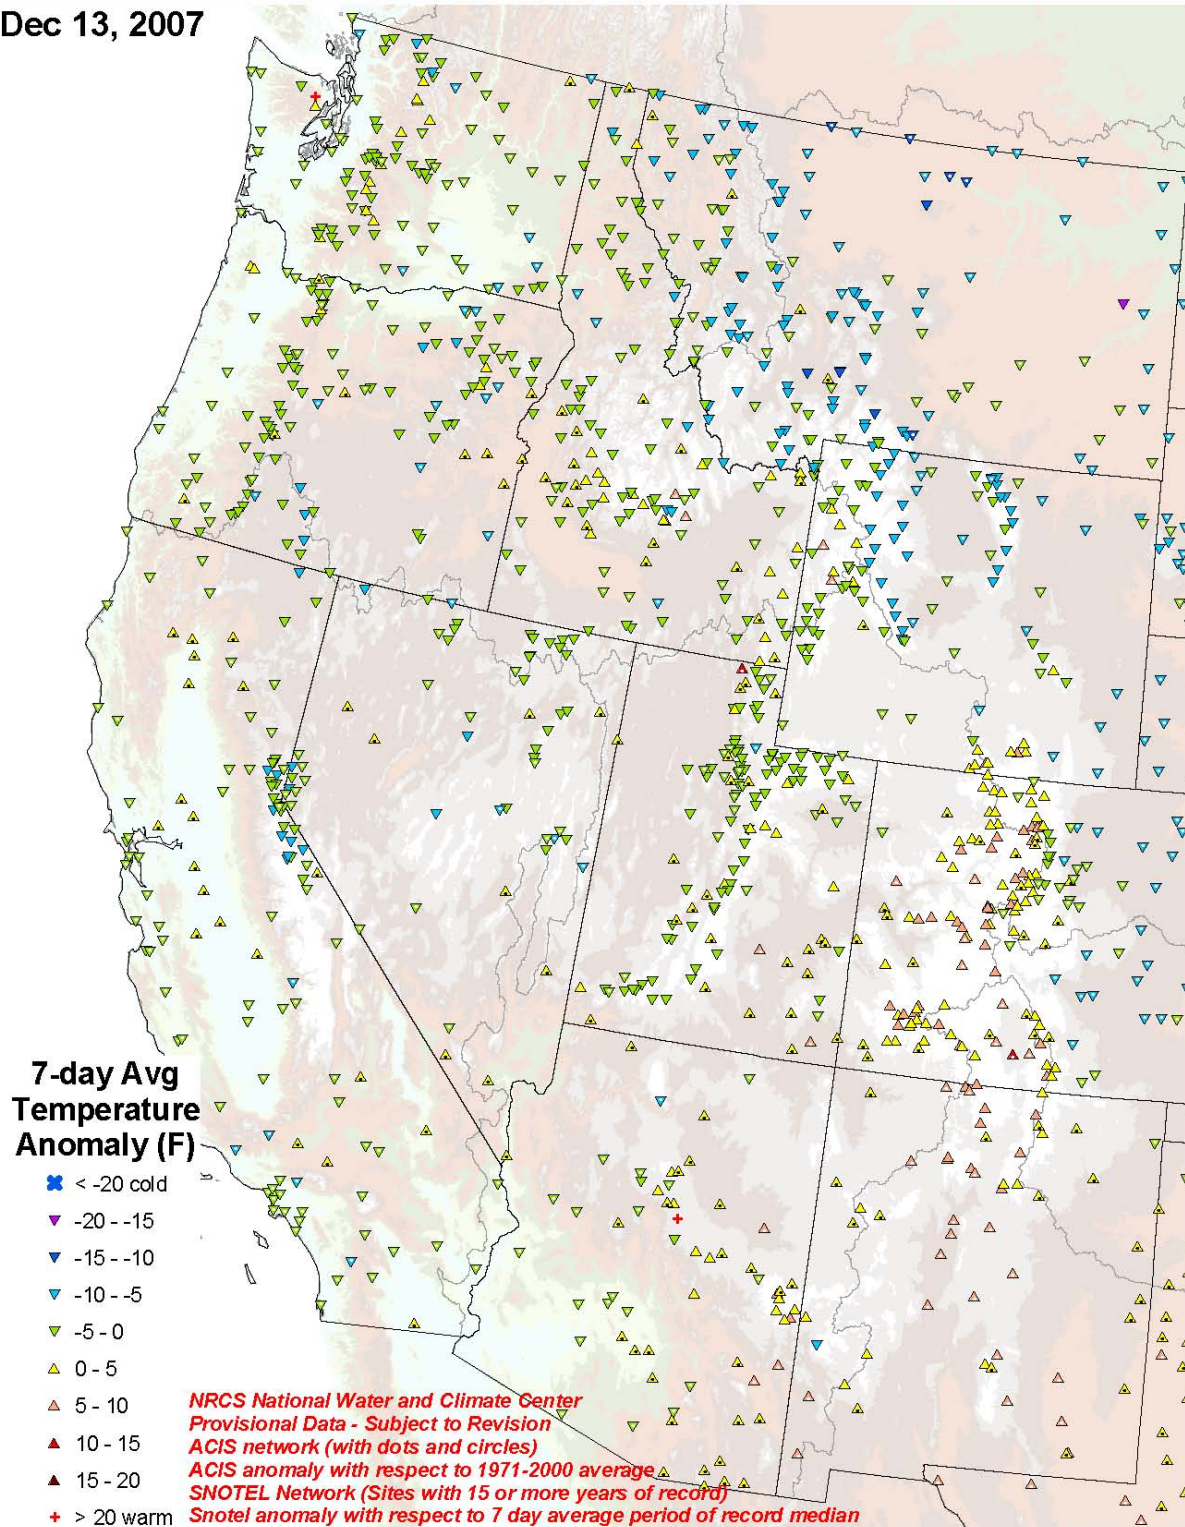 Dec 13, 2007
7-day Avg
Temperature
Anomaly (F)
< -20 cold
-20 - -15
-15 - -10
-10 - -5
-5 - 0
0 - 5
5 - 10
10 - 15
15 - 20
> 20 warm
NRCS National Water and Climate Center
Provisional Data - Subject to Revision
ACIS network (with dots and circles)
ACIS anomaly with respect to 1971-2000 average
SNOTEL Network (Sites with 15 or more years of record)
Snotel anomaly with respect to 7 day average period of record median